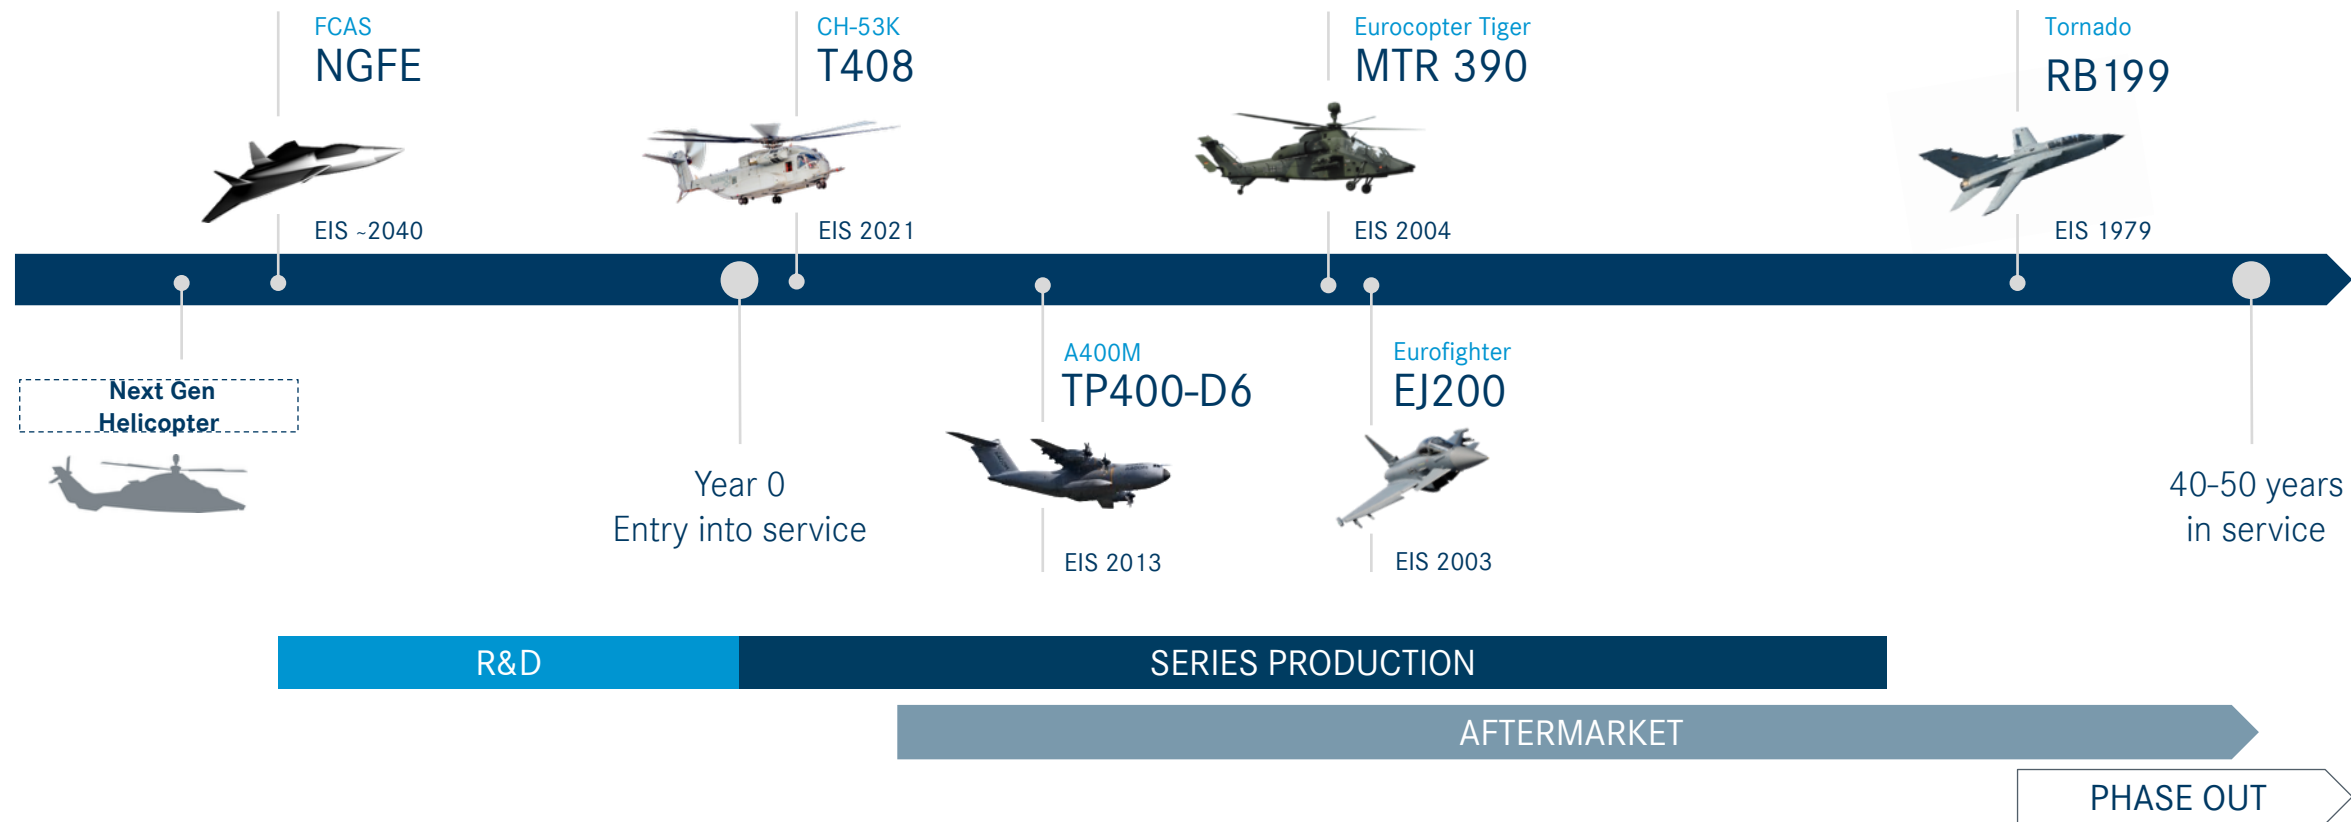 FCAS
NGFE
EIS ~2040
CH-53K
T408
EIS 2021
Eurocopter Tiger
MTR 390
EIS 2004
Tornado
RB199
EIS 1979
Next Gen
Helicopter
Year 0
Entry into service
A400M
TP400-D6
EIS 2013
Eurofighter
EJ200
EIS 2003
40-50 years
in service
R&D
SERIES PRODUCTION
AFTERMARKET
PHASE OUT